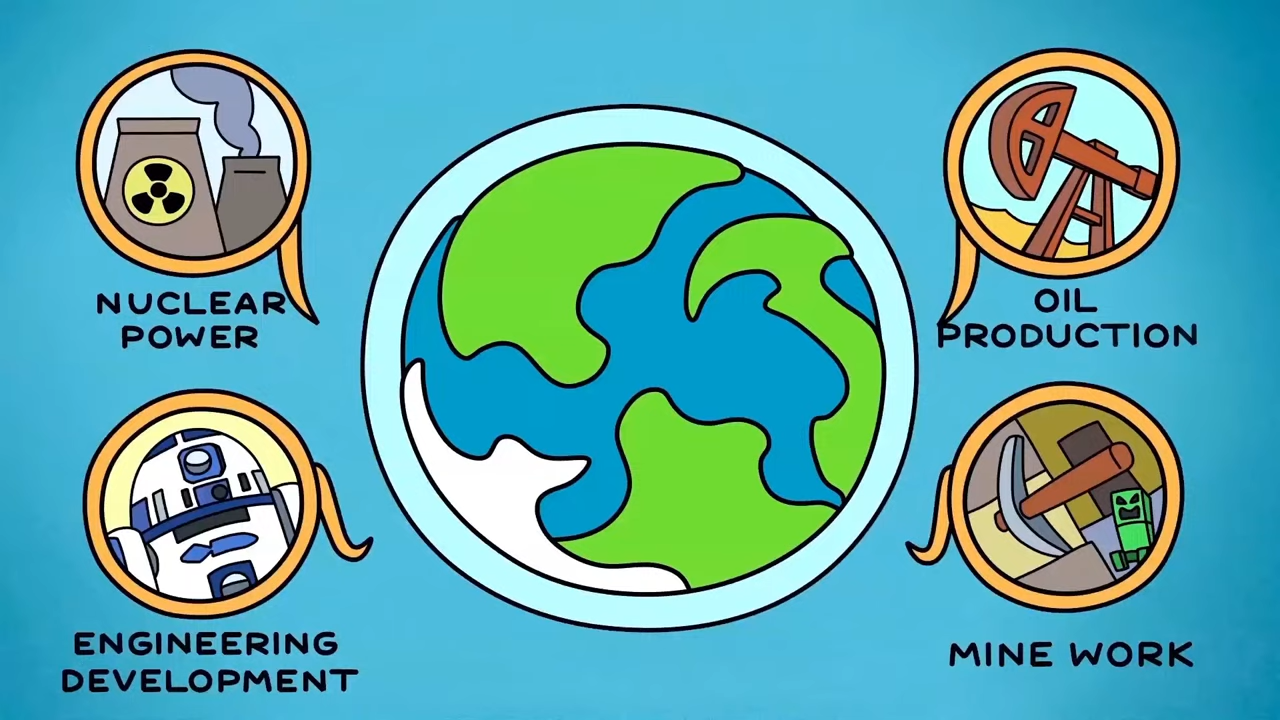 NUCLEAR
POWER
OIL
PRODUCTION
ENGINEERING
DEVELOPMENT
MINE WORK